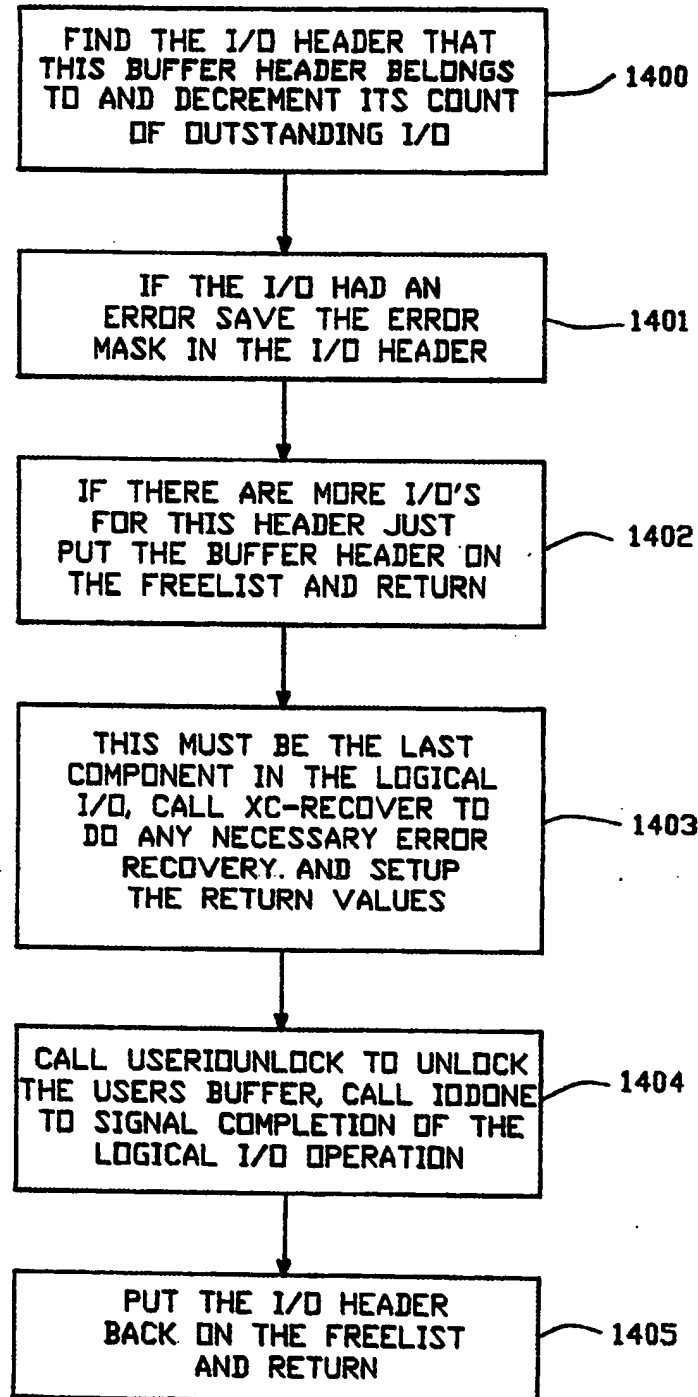 FIND THE I/O HEADER THAT
THIS BUFFER HEADER BELONGS
TO AND DECREMENT ITS COUNT
OF OUTSTANDING I/O
1400
IF THE I/O HAD AN
ERROR SAVE THE ERROR
MASK IN THE I/O HEADER
1401
IF THERE ARE MORE I/O'S
FOR THIS HEADER JUST
PUT THE BUFFER HEADER ON
THE FREELIST AND RETURN
1402
THIS MUST BE THE LAST
COMPONENT IN THE LOGICAL
I/O, CALL XC-RECOVER TO
DO ANY NECESSARY ERROR
RECOVERY. AND SETUP
THE RETURN VALUES
1403
CALL USERIOUNLOCK TO UNLOCK
THE USERS BUFFER, CALL IODONE
TO SIGNAL COMPLETION OF THE
LOGICAL I/O OPERATION
1404
PUT THE I/O HEADER
BACK ON THE FREELIST
AND RETURN
1405